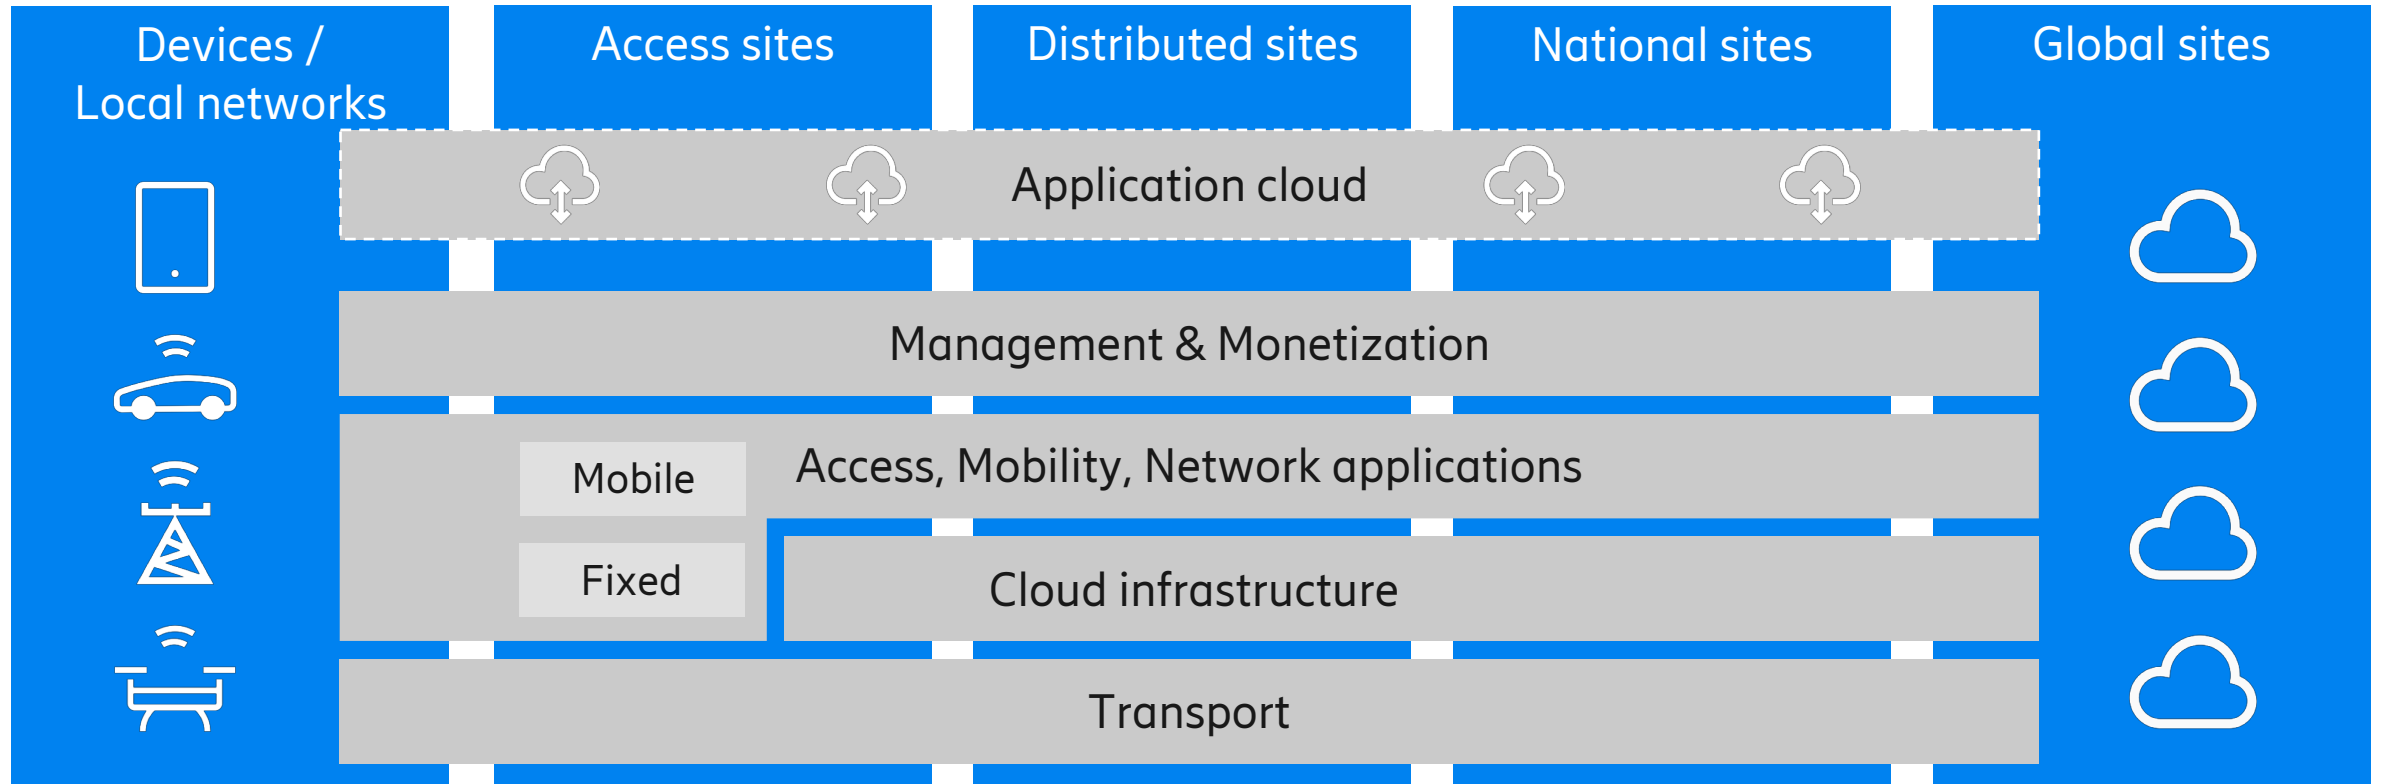 Devices /
Local networks
Access sites
Distributed sites
National sites
Global sites
Application cloud
Management & Monetization
Mobile
Access, Mobility, Network applications
Fixed
Cloud infrastructure
Transport